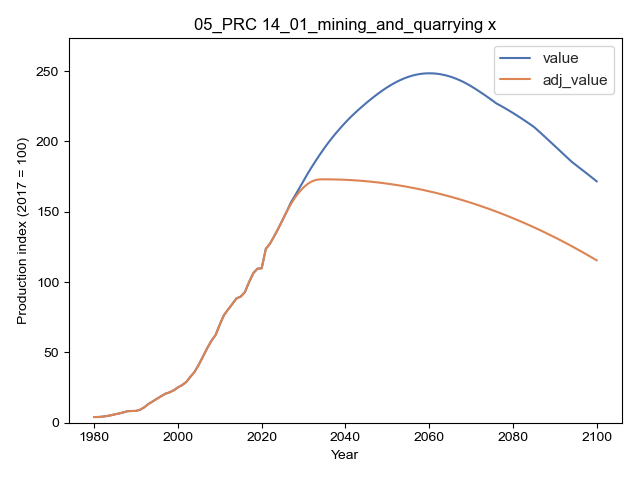 05_PRC 14_01_mining_and_quarrying x
value
adj_value
Production index (2017 = 100)
250
200
150
100
50
0
1980 2000 2020 2040 2060 2080 2100
Year